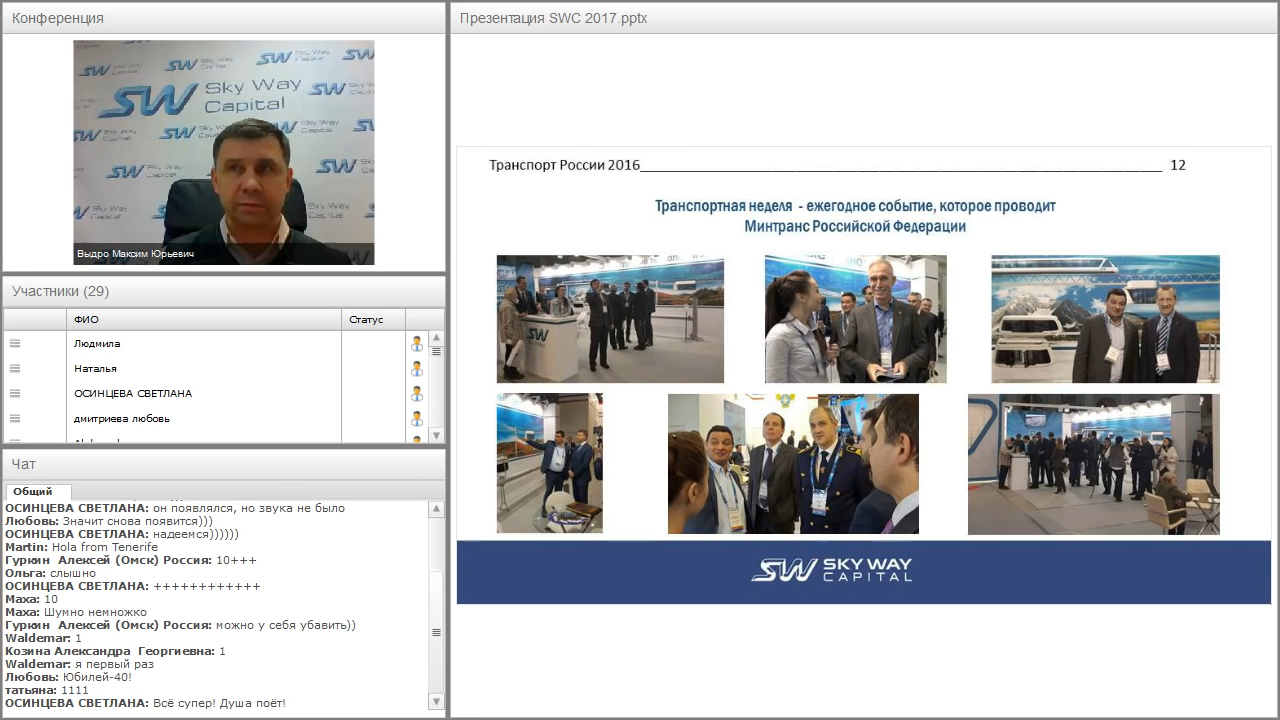 Конференция
SW Sky Way
Capital
Выдро Максим Юрьевич
Участники (29)
ФИО
Статус
Людмила
Наталья
ОСИНЦЕВА СВЕТЛАНА
дмитриева любовь
Чат
Общий
ОСИНЦЕВА СВЕТЛАНА: он появлялся, но звука не было
Любовь: Значит снова появится)))
ОСИНЦЕВА СВЕТЛАНА: надеемся))))))
Martin: Hola from Tenerife
Гуркин Алексей (Омск) Россия: 10+++
Ольга: слышно
ОСИНЦЕВА СВЕТЛАНА: ++++++++++++
Маха: 10
Маха: Шумно немножко
Гуркин Алексей (Омск) Россия: можно у себя убавить))
Waldemar: 1
Козина Александра Георгиевна: 1
Waldemar: я первый раз
Любовь: Юбилей-40!
татьяна: 1111
ОСИНЦЕВА СВЕТЛАНА: Всё супер! Душа поёт!
Презентация SWC 2017.pptx
Транспорт России 2016 12
Транспортная неделя - ежегодное событие, которое проводит
Минтранс Российской Федерации
SW
SW SKY WAY
CAPITAL